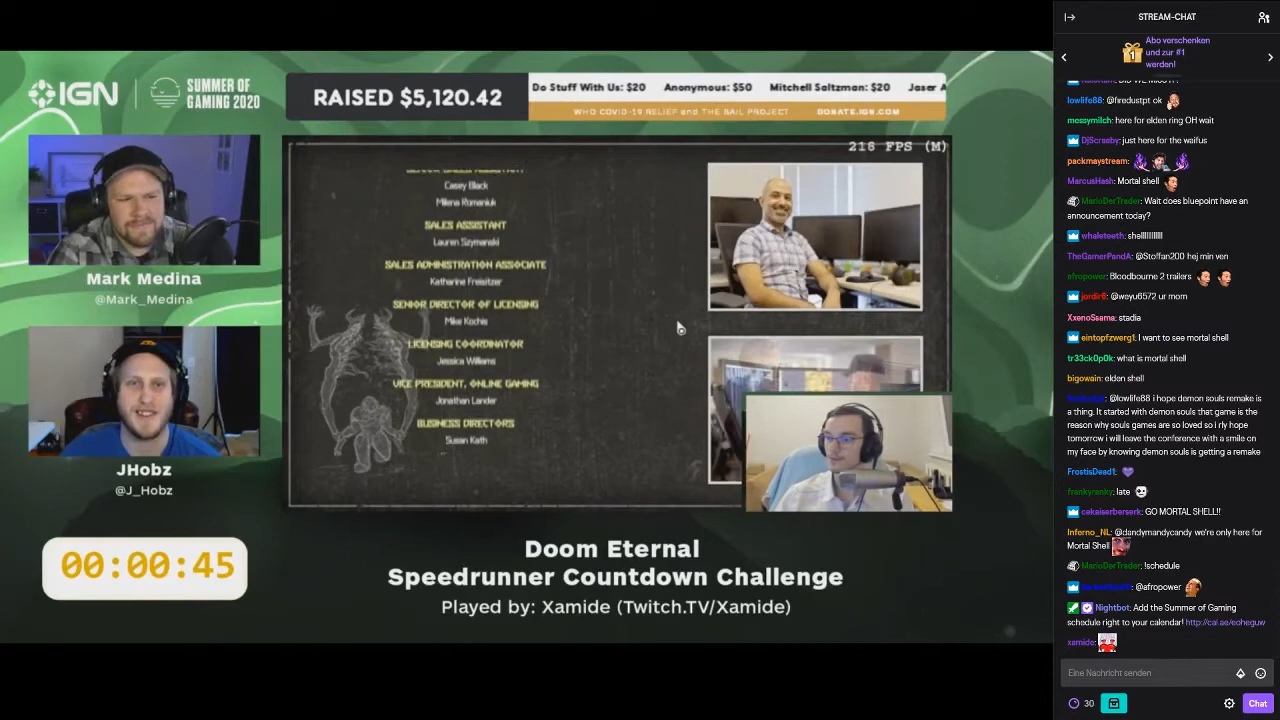 IGN
SUMMER OF
GAMING 2020
RAISED $5,120.42
Do Stuff With Us: $20 Anonymous: $50 Mitchell Saltzman: $20 Jaser A
WHO COVID-19 RELIEF and THE BAIL PROJECT DONATE.IGN.COM
218 FPS (M)
Casey Black
Milena Romaniuk
SALES ASSISTANT
Lauren Szymanski
SALES ADMINISTRATION ASSOCIATE
Katharine Freisitzer
SENIOR DIRECTOR OF LICENSING
Mike Kochis
LICENSING COORDINATOR
Jessica Williams
VICE PRESIDENT, ONLINE GAMING
Jonathan Lander
BUSINESS DIRECTORS
Susan Kath
Mark Medina
@Mark_Medina
JHobz
@J_Hobz
00:00:45
Doom Eternal
Speedrunner Countdown Challenge
Played by: Xamide (Twitch.TV/Xamide)
STREAM-CHAT
Abo verschenken
und zur #1
werden!
lowlife88: @firedustpt ok
messymilch: here for elden ring OH wait
DjScraaby: just here for the waifus
packmaystream:
MarcusHash: Mortal shell
MarioDerTrader: Wait does bluepoint have an
announcement today?
whaleteeth: shellllllllll
TheGamerPandA: @Stoffan200 hej min ven
afropower: Bloodbourne 2 trailers
jordir6: @wayu6572 ur mom
XxenoSsama: stadia
eintopfzwerg1: I want to see mortal shell
tr33ck0p0k: what is mortal shell
bigowain: elden shell
@lowlife88 i hope demon souls remake is
a thing. It started with demon souls that game is the
reason why souls games are so loved so i rly hope
tomorrow i will leave the conference with a smile on
my face by knowing demon souls is getting a remake
FrostisDead1:
frankyranky: late
cekaiserberserk: GO MORTAL SHELL!!
Inferno_NL: @dandymandycandy we're only here for
Mortal Shell
MarioDerTrader: !schedule
@afropower
Nightbot: Add the Summer of Gaming
schedule right to your calendar! http://cal.ae/eoheguw
xamide:
Eine Nachricht senden
30
Chat